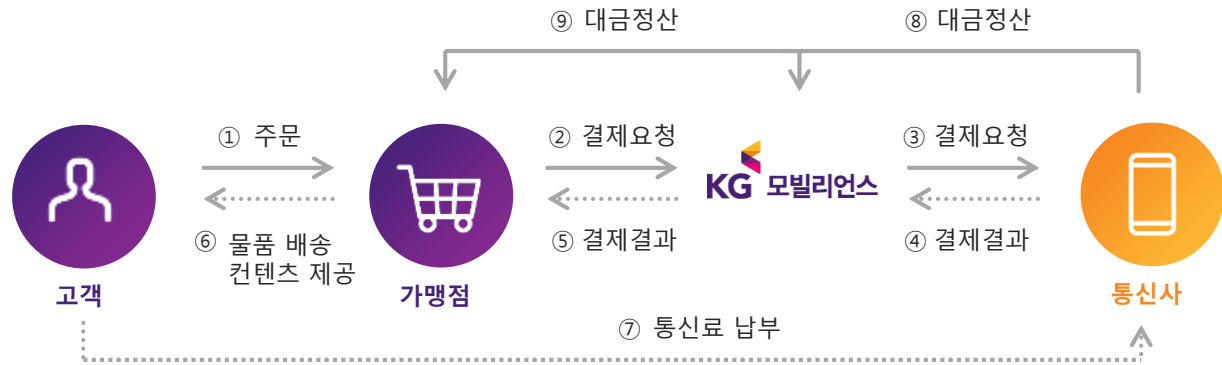 ⑨ 대금정산
⑧ 대금정산
① 주문
② 결제요청
③ 결제요청
KG 모빌리언스
⑥ 물품 배송
컨텐츠 제공
⑤ 결제결과
④ 결제결과
고객
가맹점
통신사
⑦ 통신료 납부